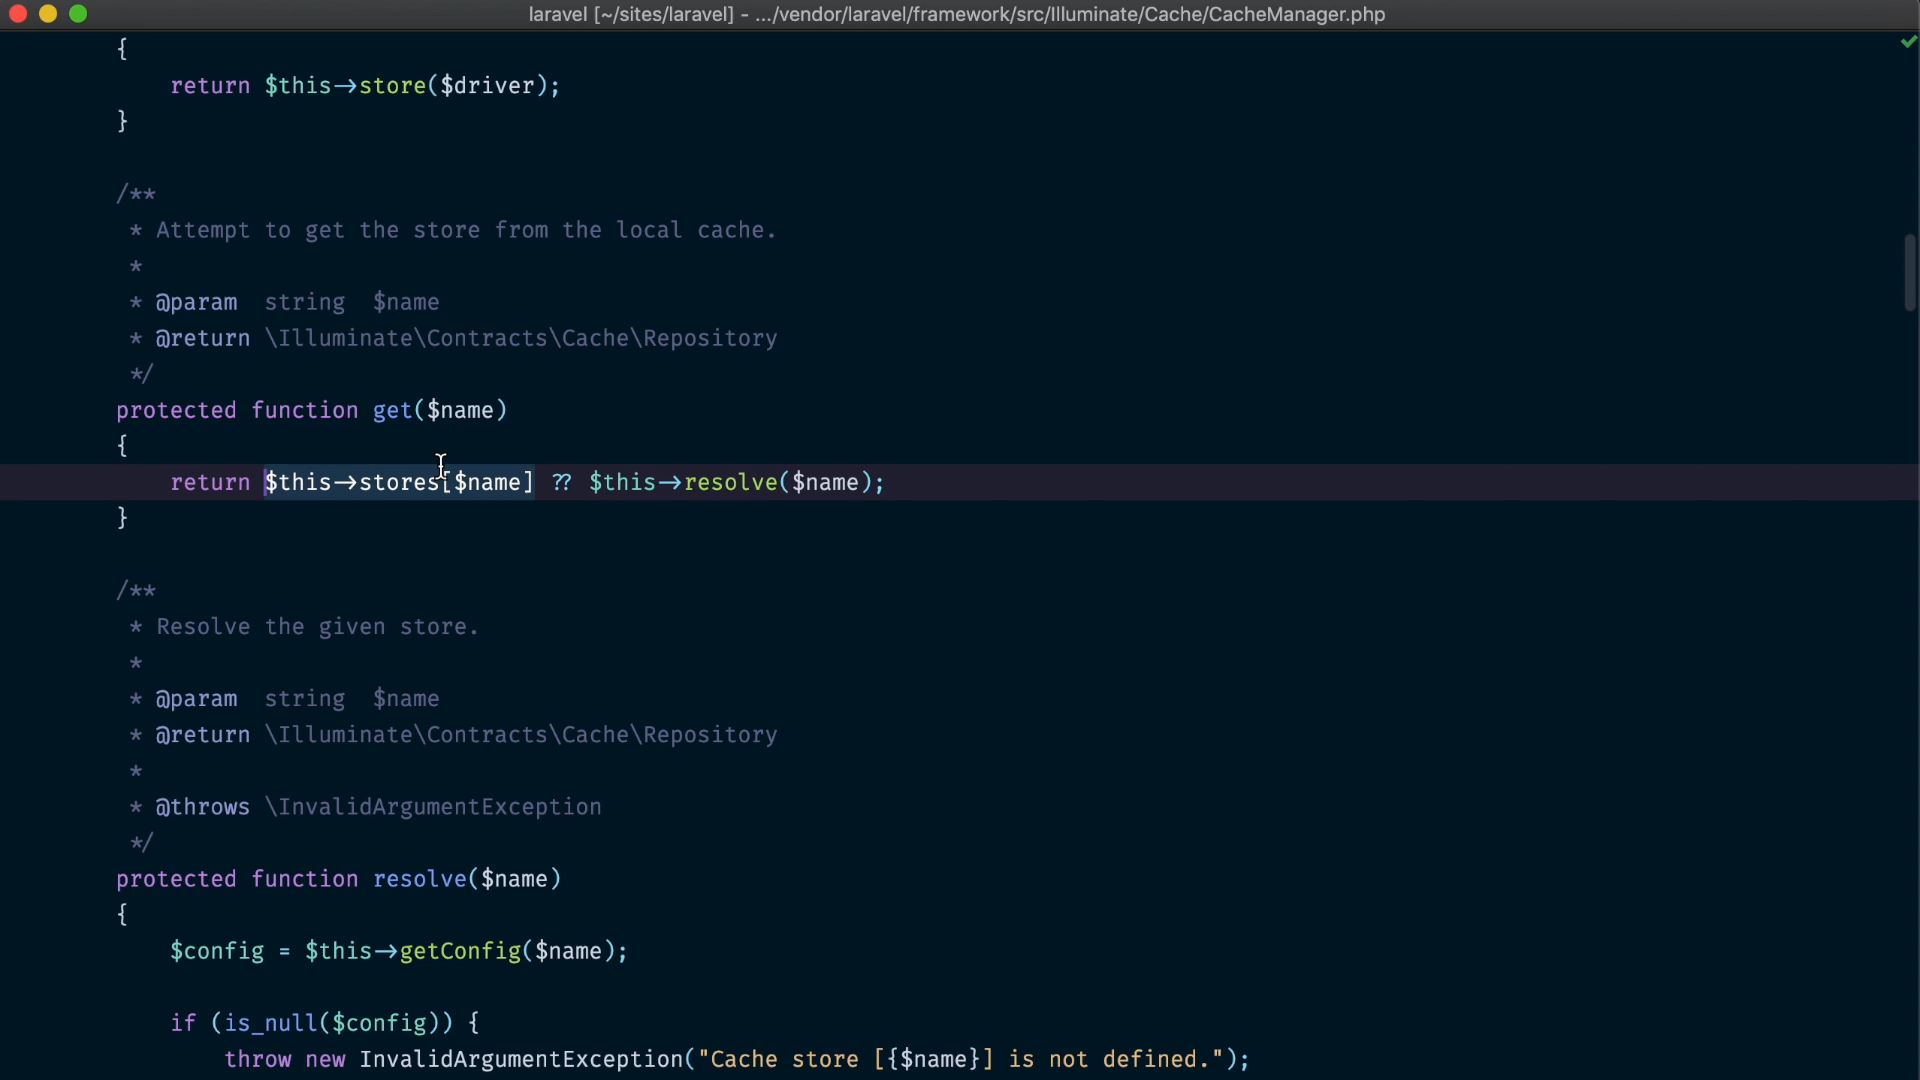 laravel [~/sites/laravel] - .../vendor/laravel/framework/src/Illuminate/Cache/CacheManager.php
{
return $this->store($driver);
}
/**
* Attempt to get the store from the local cache.
*
* @param  string  $name
* @return \Illuminate\Contracts\Cache\Repository
*/
protected function get($name)
{
return $this->stores[$name] ?? $this->resolve($name);
}
/**
* Resolve the given store.
*
* @param  string  $name
* @return \Illuminate\Contracts\Cache\Repository
*
* @throws \InvalidArgumentException
*/
protected function resolve($name)
{
$config = $this->getConfig($name);
if (is_null($config)) {
throw new InvalidArgumentException("Cache store [{$name}] is not defined.");